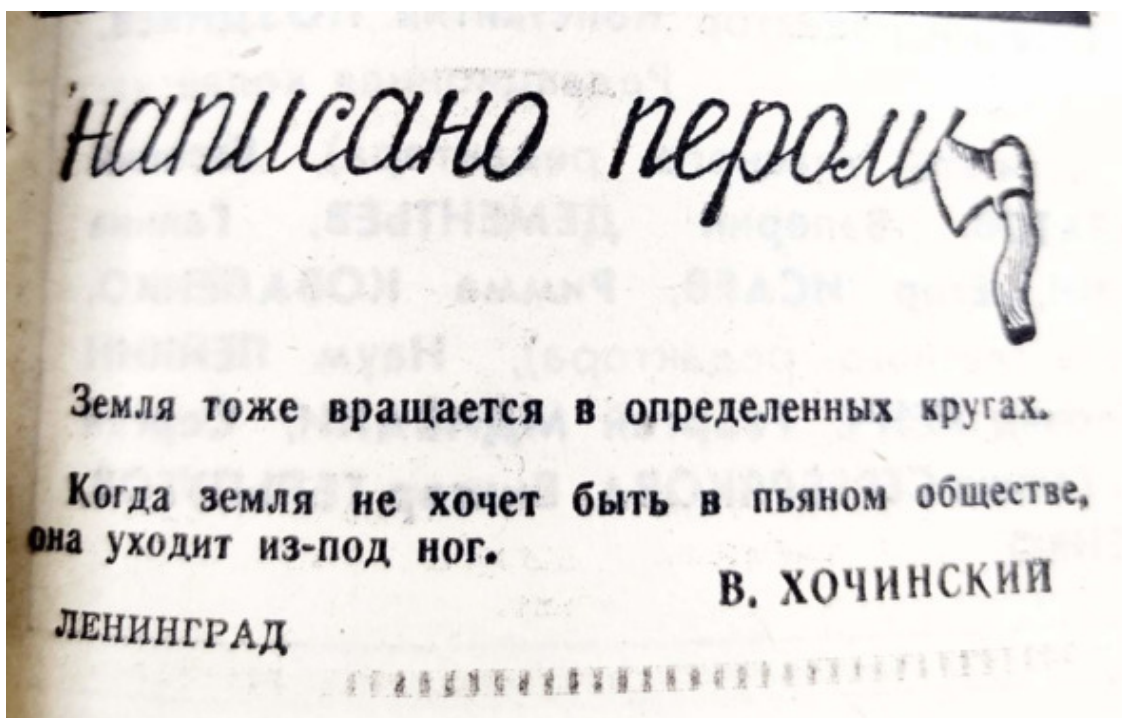 написано пером
Земля тоже вращается в определенных кругах.
Когда земля не хочет быть в пьяном обществе,
она уходит из-под ног.
В. ХОЧИНСКИЙ
ЛЕНИНГРАД